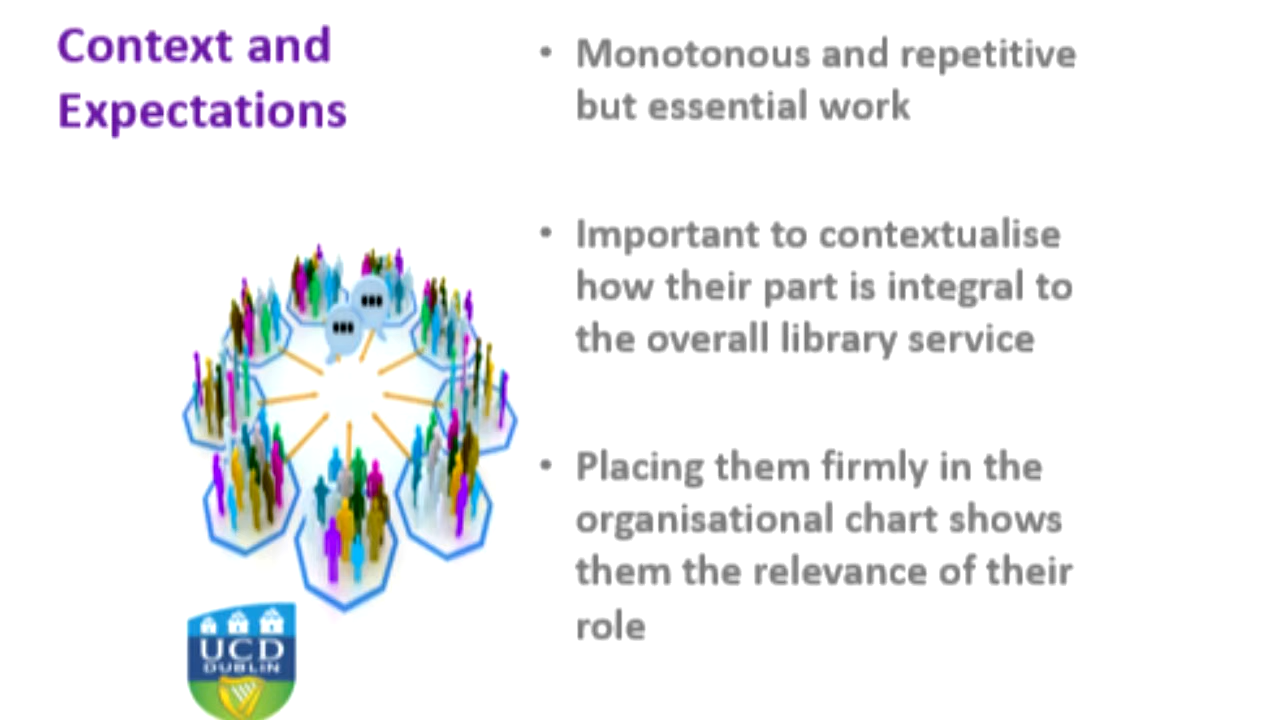 Context and
Expectations
• Monotonous and repetitive
but essential work
• Important to contextualise
how their part is integral to
the overall library service
• Placing them firmly in the
organisational chart shows
them the relevance of their
role
UCD
DUBLIN